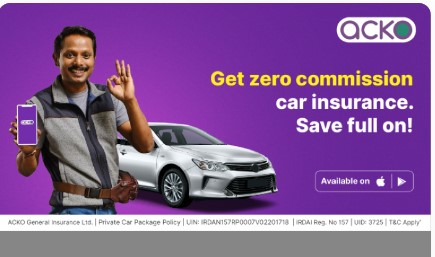 ACKO
Get zero commission
car insurance.
Save full on!
Available on
ACKO General Insurance Ltd. | Private Car Package Policy | UIN: IRDAN157RP0007V02201718 | IRDAI Reg. No 157 | UID: 3725 | T&C Apply*